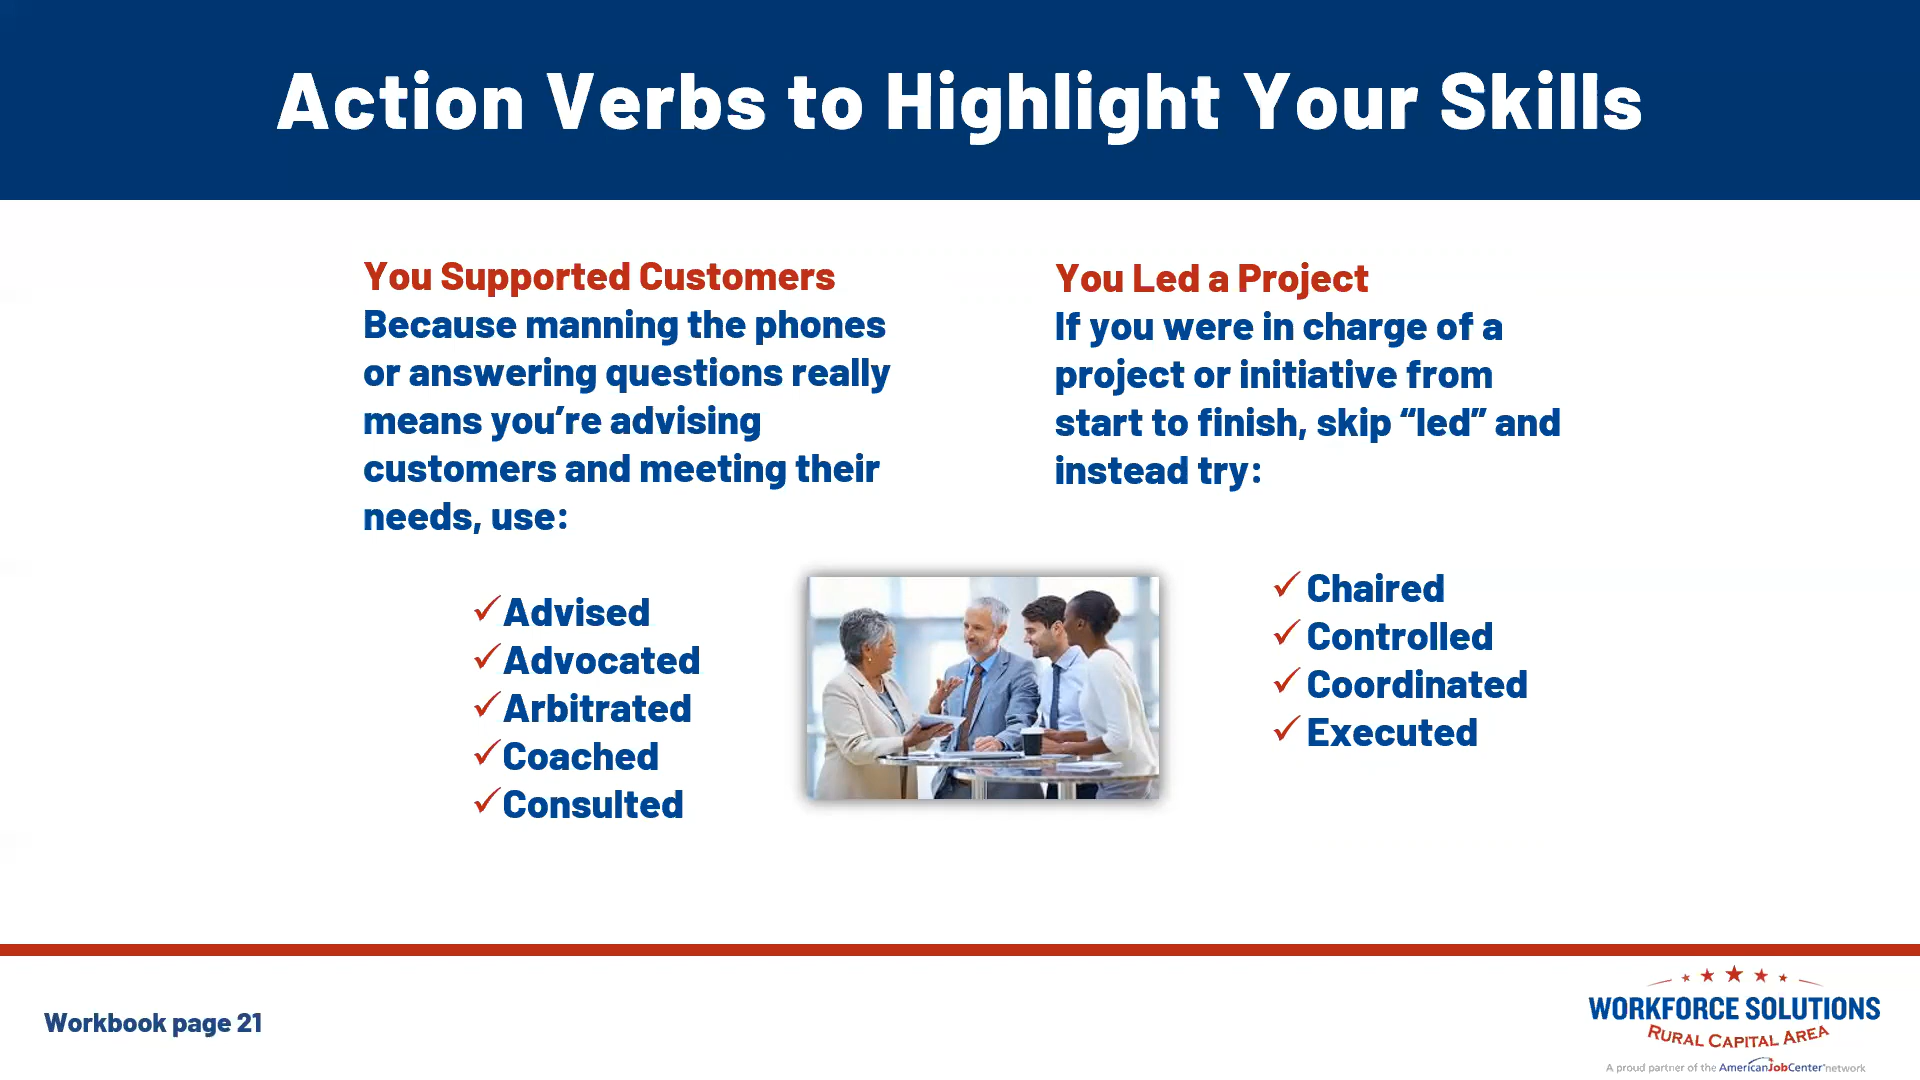 Action Verbs to Highlight Your Skills
You Supported Customers
Because manning the phones
or answering questions really
means you’re advising
customers and meeting their
needs, use:
Advised
Advocated
Arbitrated
Coached
Consulted
You Led a Project
If you were in charge of a
project or initiative from
start to finish, skip “led” and
instead try:
Chaired
Controlled
Coordinated
Executed
Workbook page 21
WORKFORCE SOLUTIONS
RURAL CAPITAL AREA
A proud partner of the AmericanJobCenter network